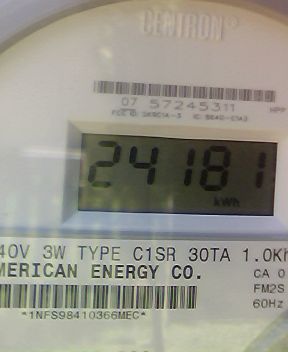 CENTRON®
07 57245311
24181
kWh
40V 3W TYPE C1SR 30TA 1.0Kh
MERICAN ENERGY CO.
CA 0
FM2S
60Hz
*1NFS98410366MEC*